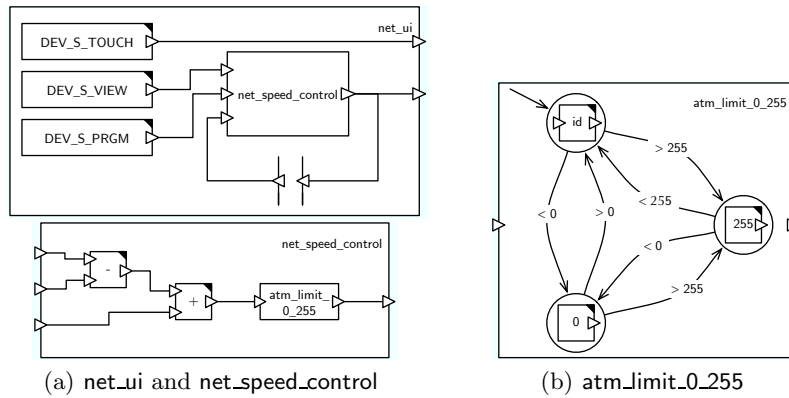 net_ui
DEV_S_TOUCH
DEV_S_VIEW
net_speed_control
DEV_S_PRGM
net_speed_control
-
+
atm_limit_
0_255
(a) net_ui and net_speed_control
atm_limit_0_255
id
> 255
< 255
< 0
> 0
255
< 0
> 255
0
(b) atm_limit_0_255